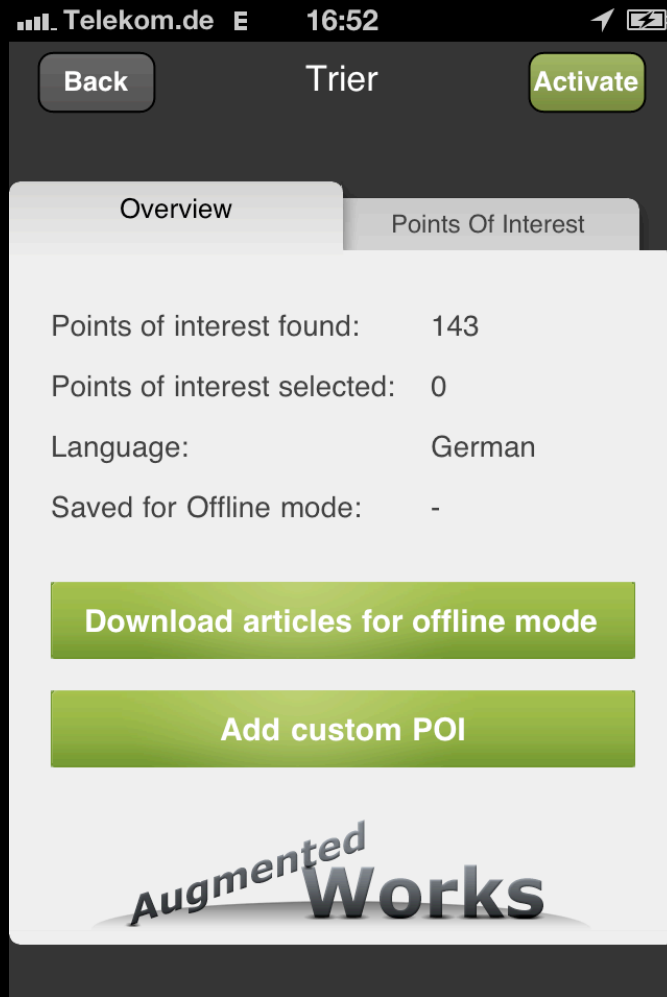 Telekom.de E 16:52
Back Trier Activate
Overview Points Of Interest
Points of interest found: 143
Points of interest selected: 0
Language: German
Saved for Offline mode: -
Download articles for offline mode
Add custom POI
Augmented Works